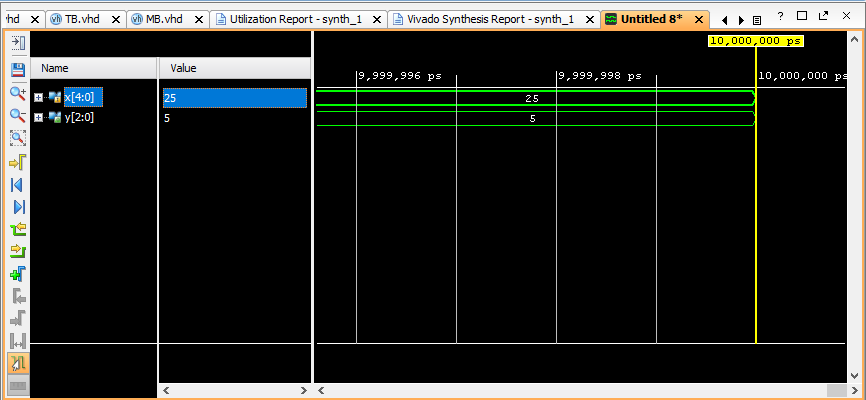 vhd TB.vhd MB.vhd Utilization Report - synth_1 Vivado Synthesis Report - synth_1 Untitled 8*
10,000,000 ps
Name Value 9,999,996 ps 9,999,998 ps 10,000,000 ps
x[4:0] 25 25
y[2:0] 5 5